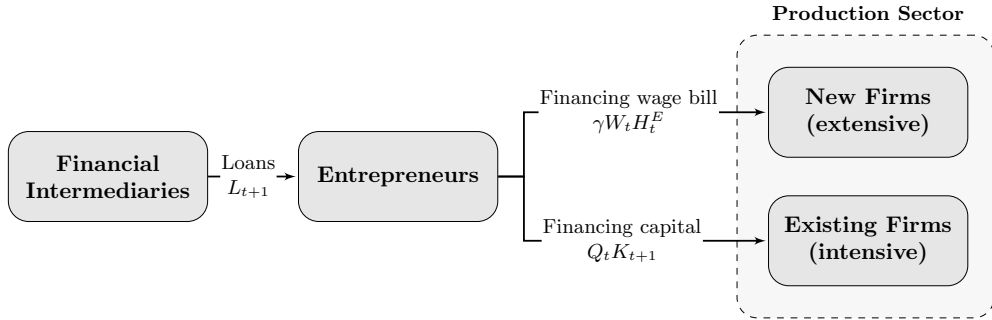 Production Sector
Financial
Intermediaries
Loans
L_{t+1}
Entrepreneurs
Financing wage bill
γW_tH_t^E
New Firms
(extensive)
Financing capital
Q_tK_{t+1}
Existing Firms
(intensive)